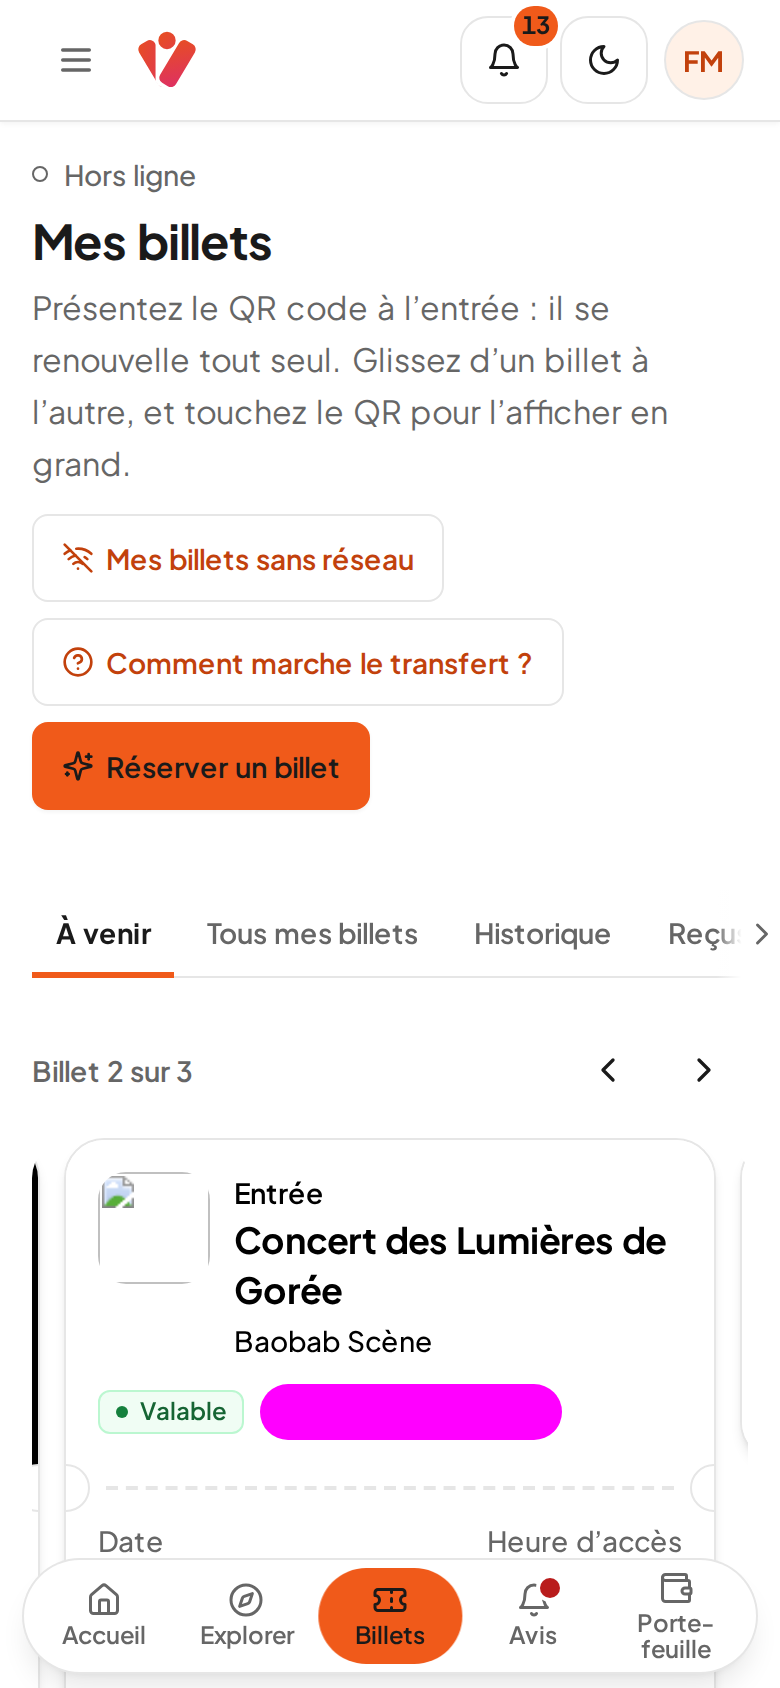 13
FM
Hors ligne
Mes billets
Présentez le QR code à l’entrée : il se
renouvelle tout seul. Glissez d’un billet à
l’autre, et touchez le QR pour l’afficher en
grand.
Mes billets sans réseau
Comment marche le transfert ?
Réserver un billet
À venir
Tous mes billets
Historique
Reçus
Billet 2 sur 3
Entrée
Concert des Lumières de
Gorée
Baobab Scène
Valable
Date
Heure d’accès
Accueil
Explorer
Billets
Avis
Porte-
feuille